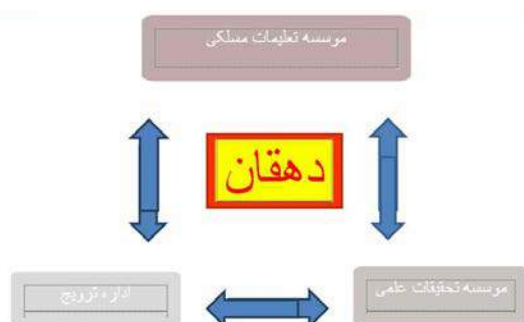 موسسه تعلیمات مسلکی
دهقان
موسسه تحقیقات علمی
اداره ترویج